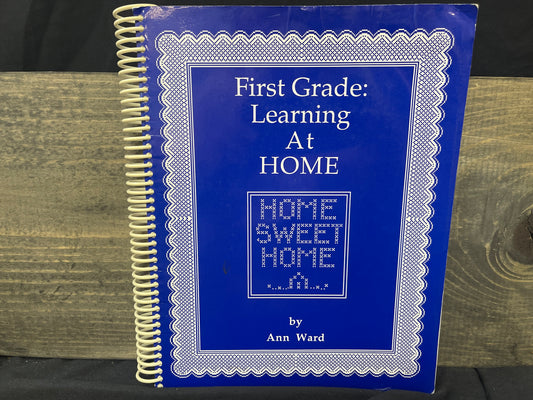 First Grade:
Learning
At
HOME
HOME
SWEET
HOME
by
Ann Ward